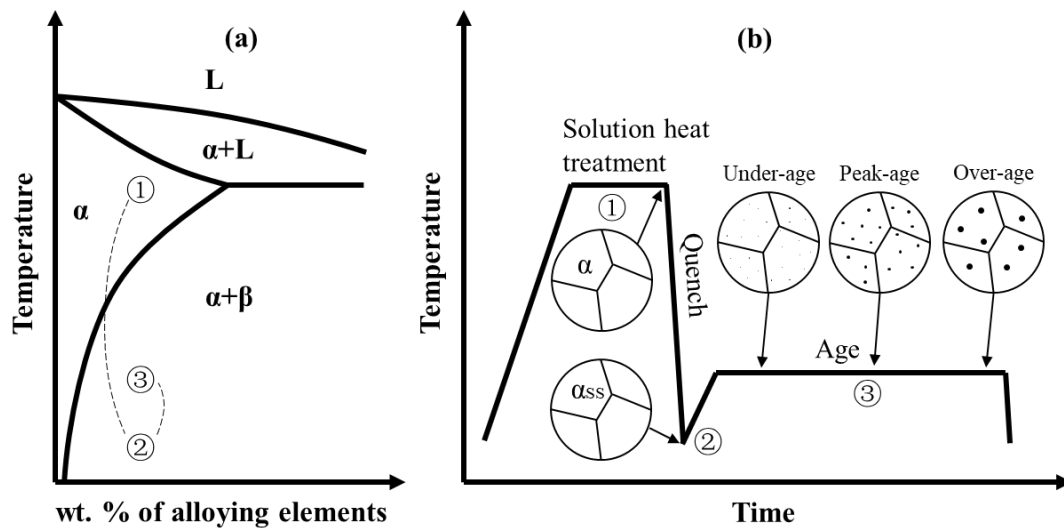 (a)
L
α+L
①
α
α+β
③
②
Temperature
wt. % of alloying elements
(b)
Solution heat
treatment
①
α
Quench
Under-age
Peak-age
Over-age
Age
③
αss
②
Temperature
Time